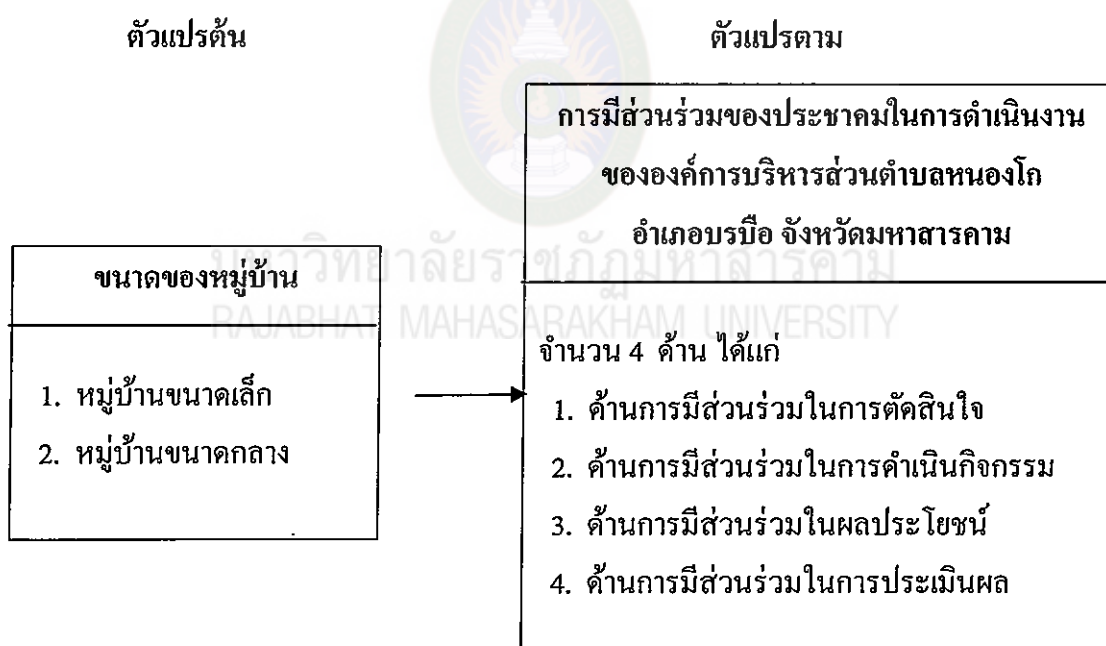 ตัวแปรต้น
ตัวแปรตาม
ขนาดของหมู่บ้าน
1. หมู่บ้านขนาดเล็ก
2. หมู่บ้านขนาดกลาง
การมีส่วนร่วมของประชาคมในการดำเนินงาน
ขององค์การบริหารส่วนตำบลหนองโก
อำเภอบรบือ จังหวัดมหาสารคาม
จำนวน 4 ด้าน ได้แก่
1. ด้านการมีส่วนร่วมในการตัดสินใจ
2. ด้านการมีส่วนร่วมในการดำเนินกิจกรรม
3. ด้านการมีส่วนร่วมในผลประโยชน์
4. ด้านการมีส่วนร่วมในการประเมินผล
มหาวิทยาลัยราชภัฏมหาสารคาม
RAJABHAT MAHASARAKHAM UNIVERSITY